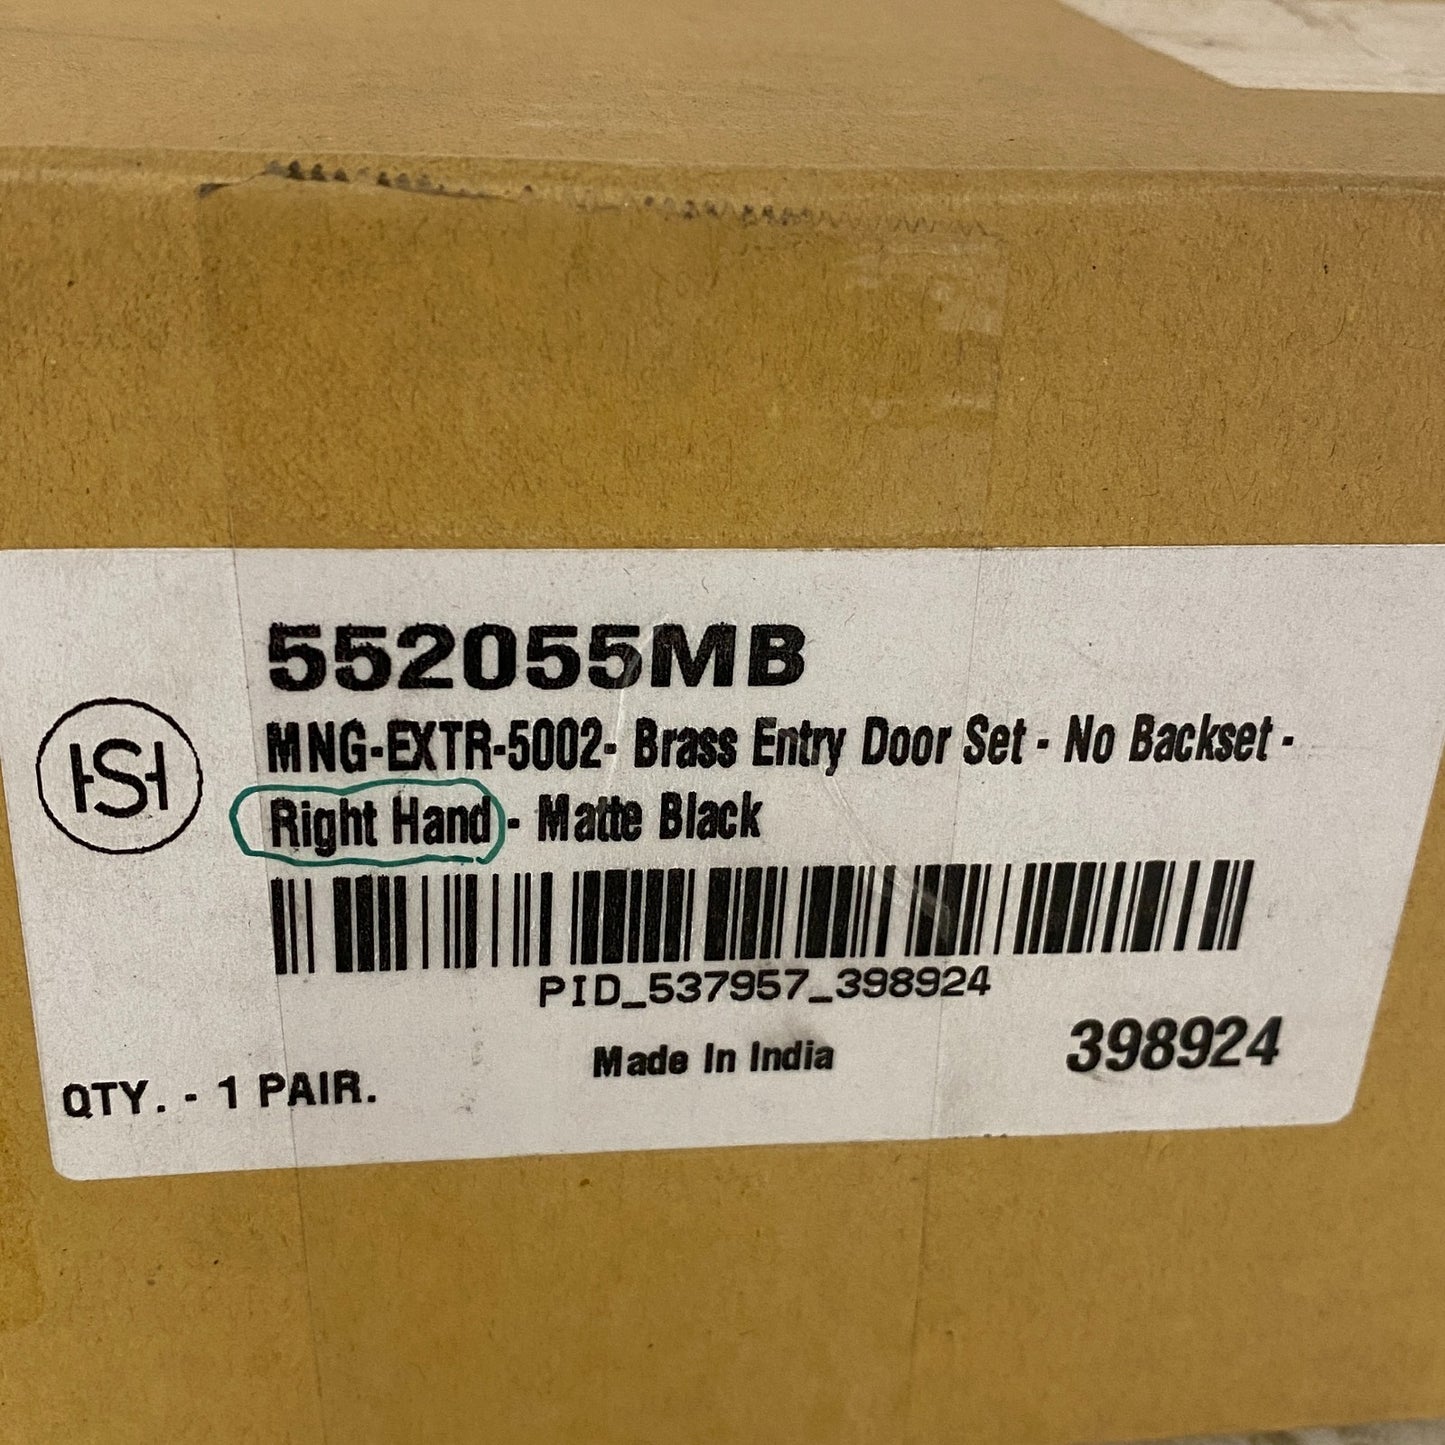 552055MB
MNG-EXTR-5002- Brass Entry Door Set - No Backset -
Right Hand - Matte Black
HSH
PID_537957_398924
Made In India
398924
QTY. - 1 PAIR.